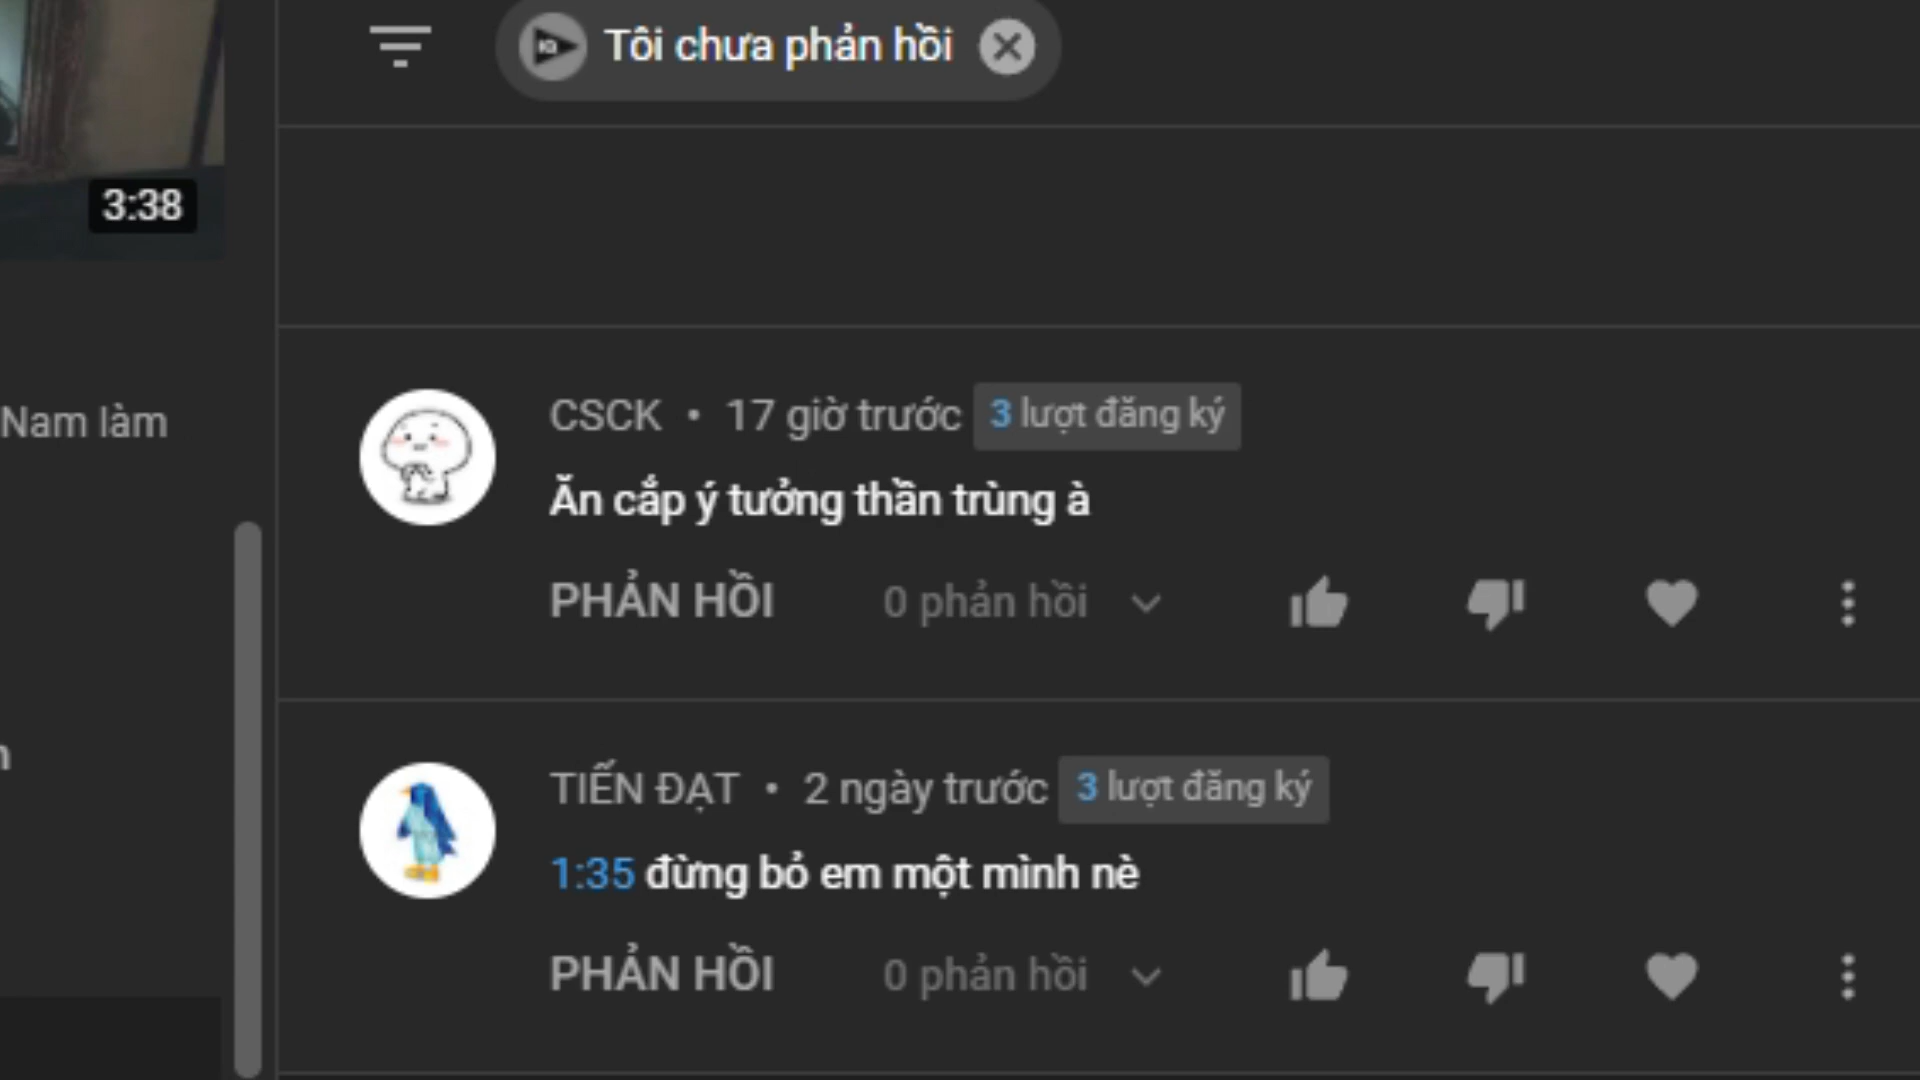 Tôi chưa phản hồi
3:38
Nam làm
CSCK • 17 giờ trước 3 lượt đăng ký
Ăn cắp ý tưởng thần trùng à
PHẢN HỒI 0 phản hồi
TIẾN ĐẠT • 2 ngày trước 3 lượt đăng ký
1:35 đừng bỏ em một mình nè
PHẢN HỒI 0 phản hồi